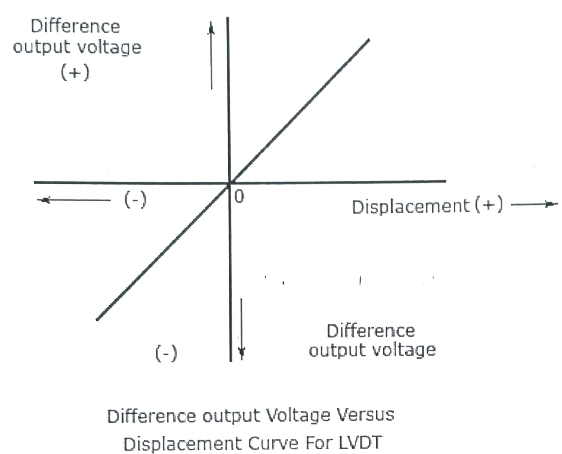 Difference
output voltage
(+)
(-)
0
Displacement (+)
(-)
Difference
output voltage
Difference output Voltage Versus
Displacement Curve For LVDT